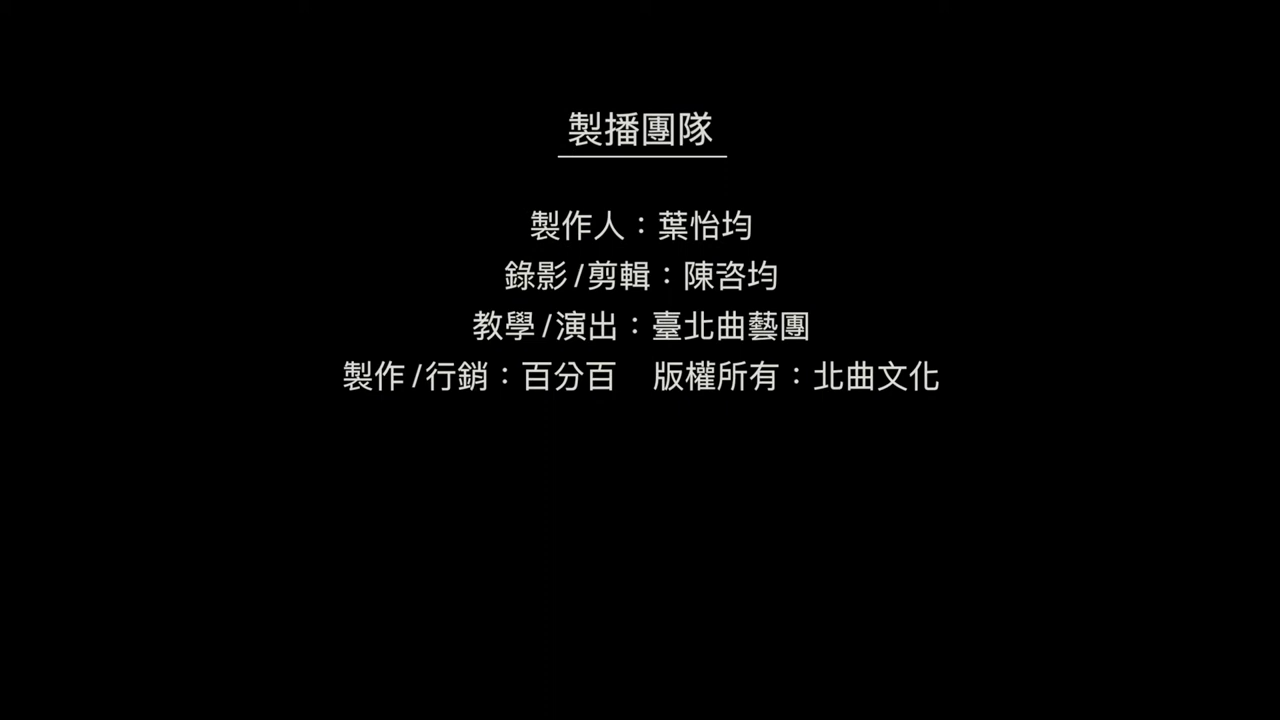 製播團隊
製作人：葉怡均
錄影/剪輯：陳咨均
教學/演出：臺北曲藝團
製作/行銷：百分百　版權所有：北曲文化